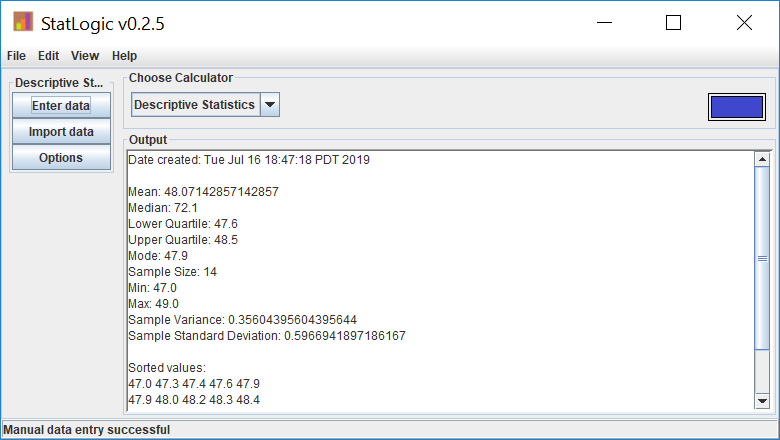 StatLogic v0.2.5
File Edit View Help
Descriptive St...
Enter data
Import data
Options
Choose Calculator
Descriptive Statistics
Output
Date created: Tue Jul 16 18:47:18 PDT 2019
Mean: 48.07142857142857
Median: 72.1
Lower Quartile: 47.6
Upper Quartile: 48.5
Mode: 47.9
Sample Size: 14
Min: 47.0
Max: 49.0
Sample Variance: 0.35604395604395644
Sample Standard Deviation: 0.5966941897186167
Sorted values:
47.0 47.3 47.4 47.6 47.9
47.9 48.0 48.2 48.3 48.4
Manual data entry successful